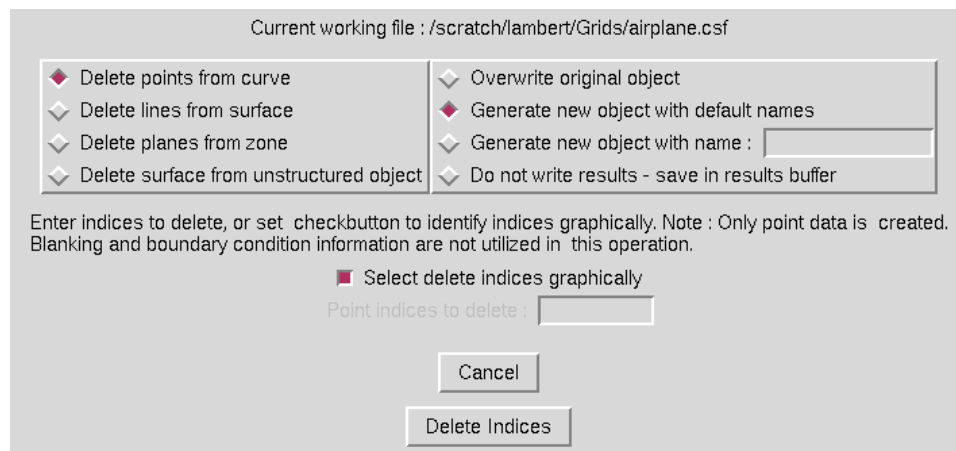 Current working file : /scratch/lambert/Grids/airplane.csf
Delete points from curve
Delete lines from surface
Delete planes from zone
Delete surface from unstructured object
Overwrite original object
Generate new object with default names
Generate new object with name :
Do not write results - save in results buffer
Enter indices to delete, or set checkbutton to identify indices graphically. Note : Only point data is created.
Blanking and boundary condition information are not utilized in this operation.
Select delete indices graphically
Point indices to delete :
Cancel
Delete Indices